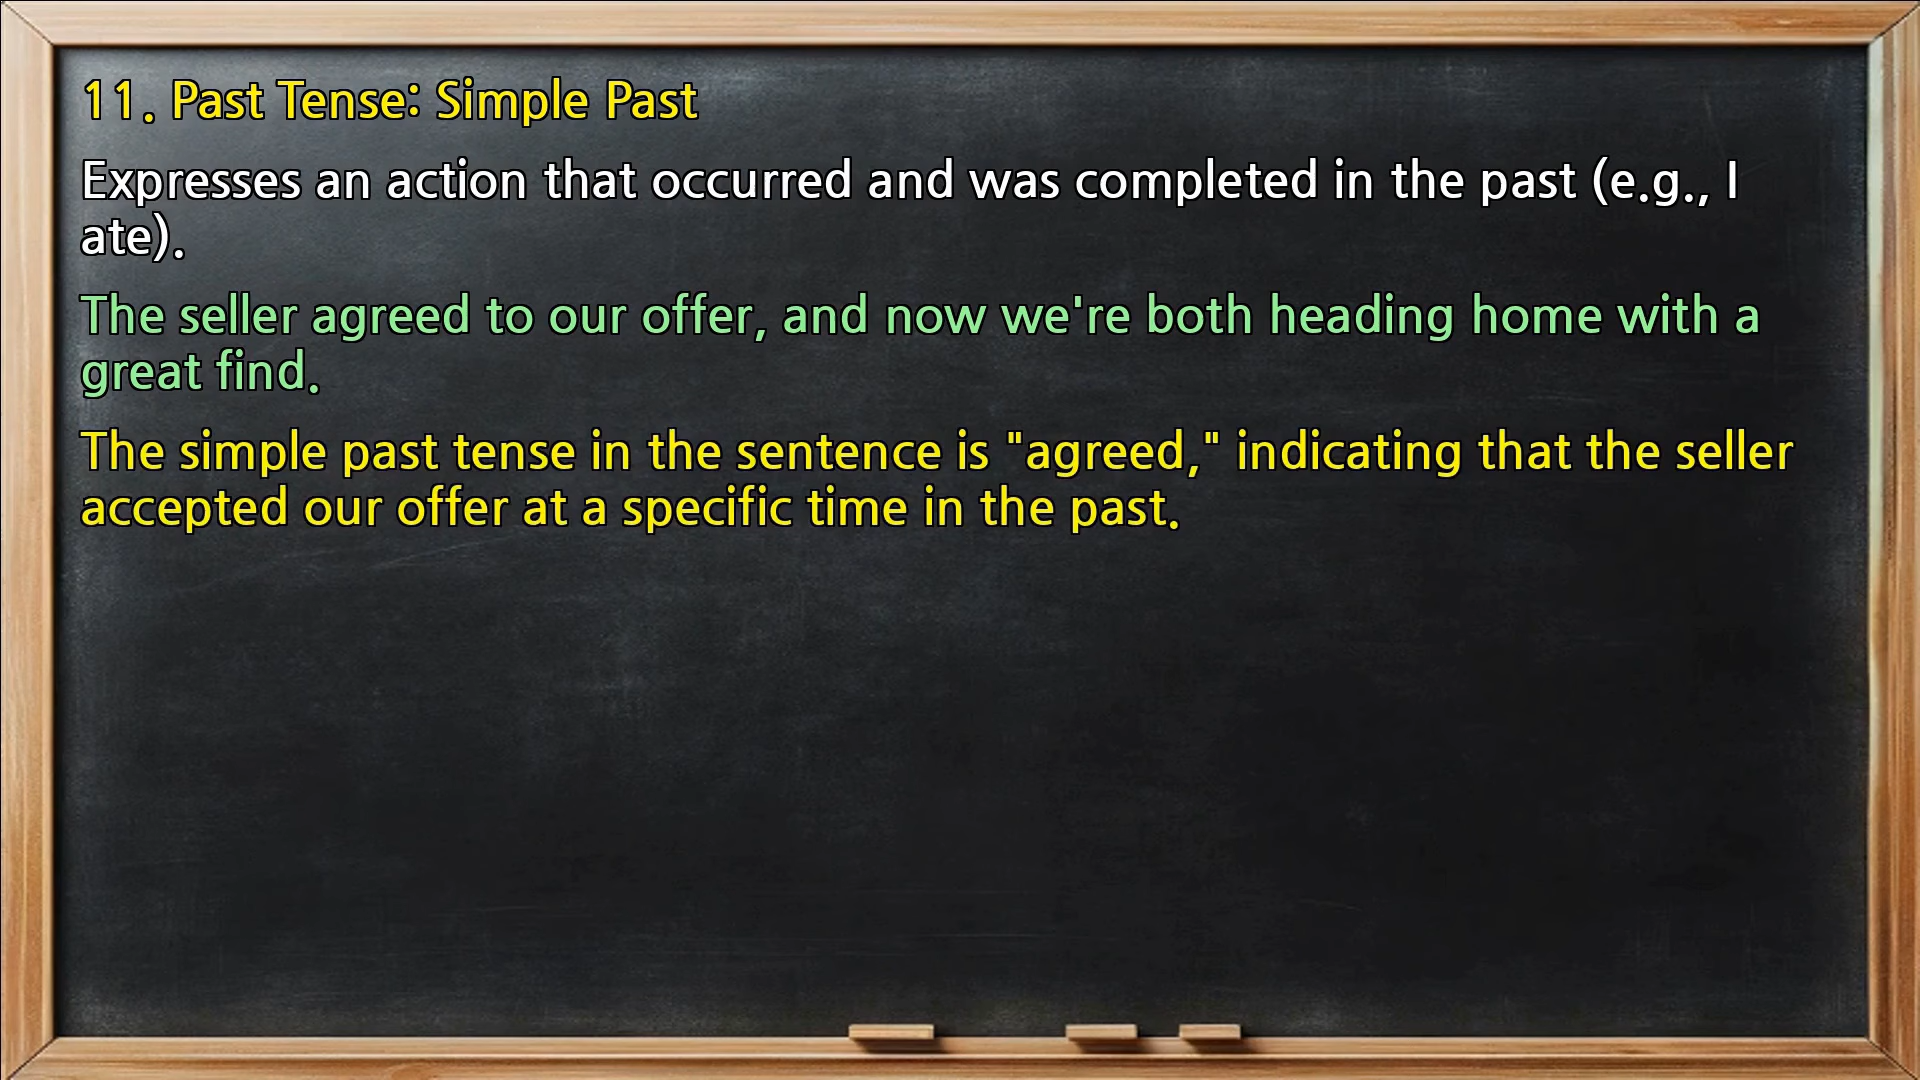 11. Past Tense: Simple Past
Expresses an action that occurred and was completed in the past (e.g., I
ate).
The seller agreed to our offer, and now we're both heading home with a
great find.
The simple past tense in the sentence is "agreed," indicating that the seller
accepted our offer at a specific time in the past.